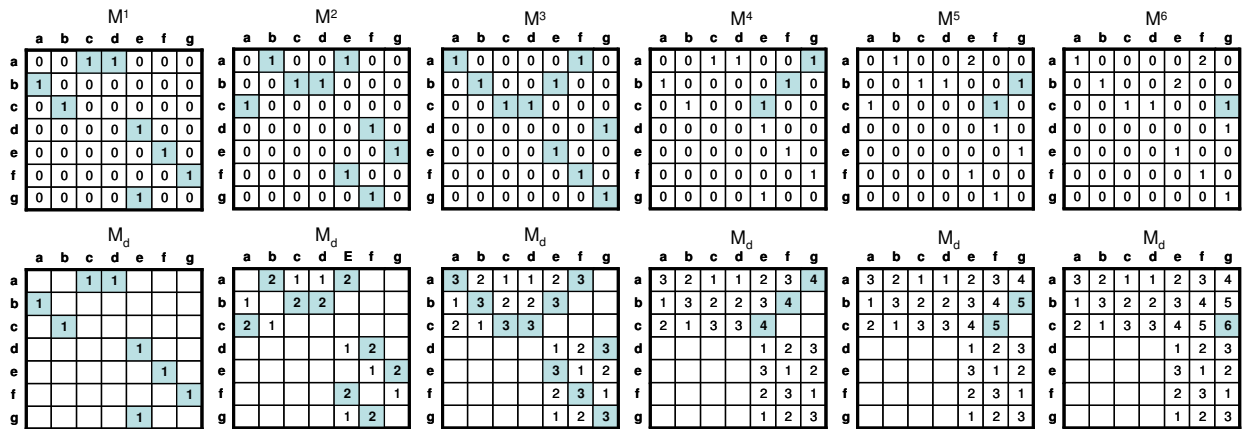 M¹
a b c d e f g
a 0 0 1 1 0 0 0
b 1 0 0 0 0 0 0
c 0 1 0 0 0 0 0
d 0 0 0 0 1 0 0
e 0 0 0 0 0 1 0
f 0 0 0 0 0 0 1
g 0 0 0 0 1 0 0
M²
a b c d e f g
a 0 1 0 0 1 0 0
b 0 0 1 1 0 0 0
c 1 0 0 0 0 0 0
d 0 0 0 0 0 1 0
e 0 0 0 0 0 0 1
f 0 0 0 0 1 0 0
g 0 0 0 0 0 1 0
M³
a b c d e f g
a 1 0 0 0 0 1 0
b 0 1 0 0 1 0 0
c 0 0 1 1 0 0 0
d 0 0 0 0 0 0 1
e 0 0 0 0 1 0 0
f 0 0 0 0 0 1 0
g 0 0 0 0 0 0 1
M⁴
a b c d e f g
a 0 0 1 1 0 0 1
b 1 0 0 0 0 1 0
c 0 1 0 0 1 0 0
d 0 0 0 0 1 0 0
e 0 0 0 0 0 1 0
f 0 0 0 0 0 0 1
g 0 0 0 0 1 0 0
M⁵
a b c d e f g
a 0 1 0 0 2 0 0
b 0 0 1 1 0 0 1
c 1 0 0 0 0 1 0
d 0 0 0 0 0 1 0
e 0 0 0 0 0 0 1
f 0 0 0 0 1 0 0
g 0 0 0 0 0 1 0
M⁶
a b c d e f g
a 1 0 0 0 0 2 0
b 0 1 0 0 2 0 0
c 0 0 1 1 0 0 1
d 0 0 0 0 0 0 1
e 0 0 0 0 1 0 0
f 0 0 0 0 0 1 0
g 0 0 0 0 0 0 1
M_d
a b c d e f g
a 1 1
b 1
c 1
d 1
e 1
f 1
g 1
M_d
a b c d E f g
a 2 1 1 2
b 1 2 2
c 2 1
d 1 2
e 1 2
f 2 1
g 1 2
M_d
a b c d e f g
a 3 2 1 1 2 3
b 1 3 2 2 3
c 2 1 3 3
d 1 2 3
e 3 1 2
f 2 3 1
g 1 2 3
M_d
a b c d e f g
a 3 2 1 1 2 3 4
b 1 3 2 2 3 4
c 2 1 3 3 4
d 1 2 3
e 3 1 2
f 2 3 1
g 1 2 3
M_d
a b c d e f g
a 3 2 1 1 2 3 4
b 1 3 2 2 3 4 5
c 2 1 3 3 4 5
d 1 2 3
e 3 1 2
f 2 3 1
g 1 2 3
M_d
a b c d e f g
a 3 2 1 1 2 3 4
b 1 3 2 2 3 4 5
c 2 1 3 3 4 5 6
d 1 2 3
e 3 1 2
f 2 3 1
g 1 2 3